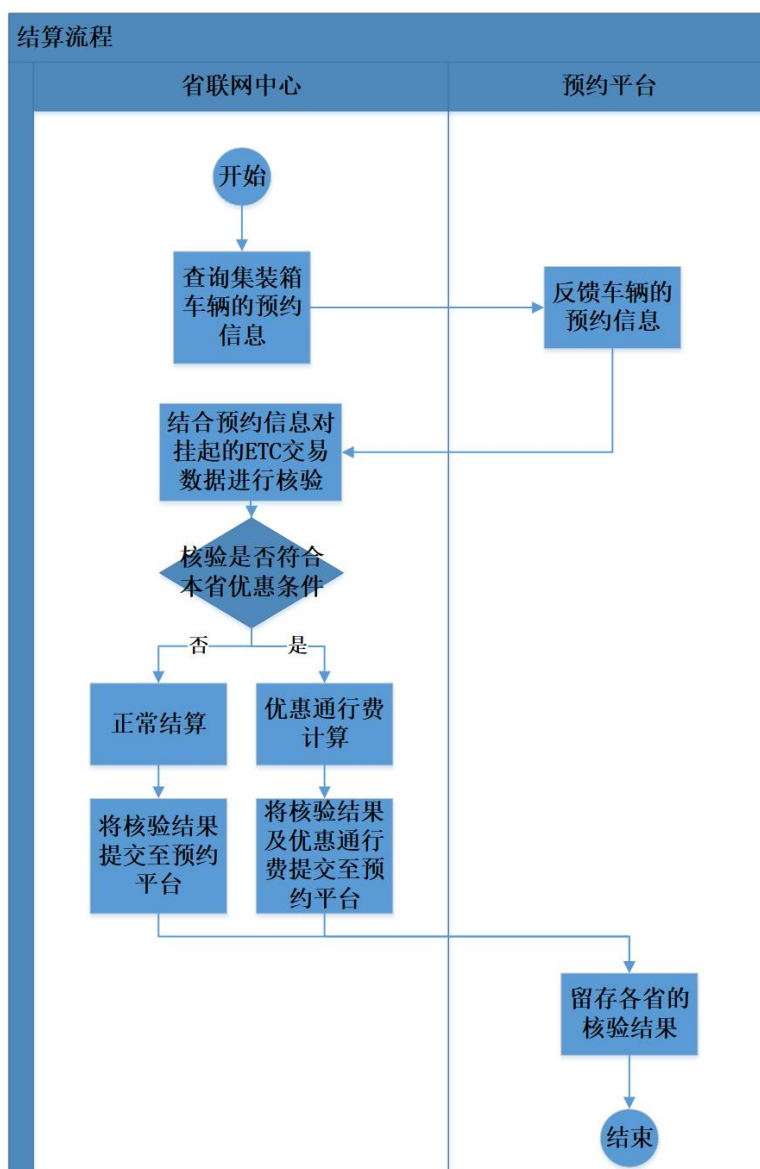 结算流程
省联网中心
预约平台
开始
查询集装箱
车辆的预约
信息
反馈车辆的
预约信息
结合预约信息对
挂起的ETC交易
数据进行核验
核验是否符合
本省优惠条件
否
是
正常结算
优惠通行费
计算
将核验结果
提交至预约
平台
将核验结果
及优惠通行
费提交至预
约平台
留存各省的
核验结果
结束